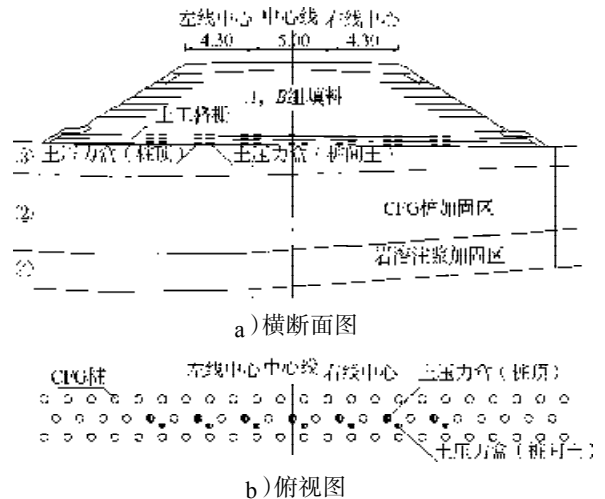 左线中心 中心线 右线中心
4.30 5.00 4.30
A，B组填料
土工格栅
③ 土压力盒（桩顶） 土压力盒（桩间土）
② CFG桩加固区
① 岩溶注浆加固区
a）横断面图
CFG桩 左线中心 中心线 右线中心 土压力盒（桩顶）
土压力盒（桩间土）
b）俯视图